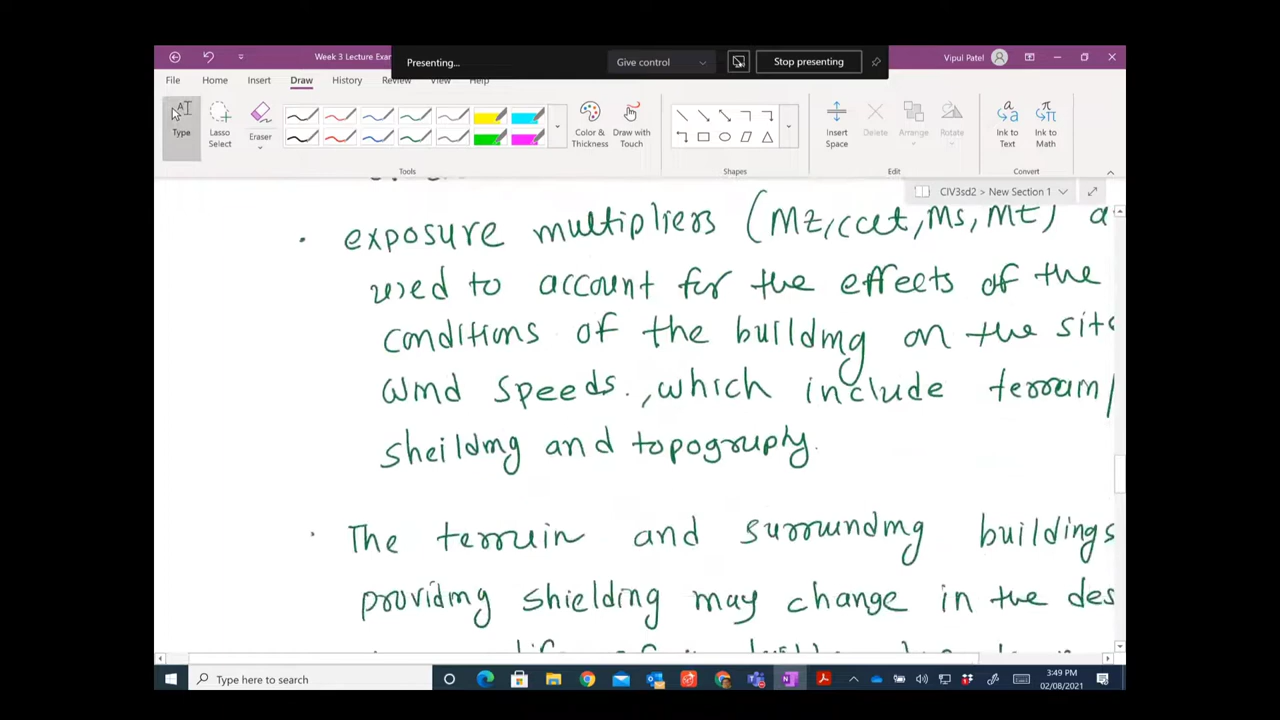 Week 3 Lecture Exar
Presenting...
Give control
Stop presenting
Vipul Patel
File Home Insert Draw History Review View Help
Type
Lasso Select
Eraser
Color & Thickness
Draw with Touch
Insert Space
Delete
Arrange
Rotate
Ink to Text
Ink to Math
Tools
Shapes
Edit
Convert
CIV3sd2 > New Section 1
exposure multipliers (Mz,cat, Ms, Mt) a
used to account for the effects of the
conditions of the building on the site
wind speeds., which include terrain/
sheilding and topography.
The terrain and surrounding buildings
providing shielding may change in the des
Type here to search
3:49 PM
02/08/2021